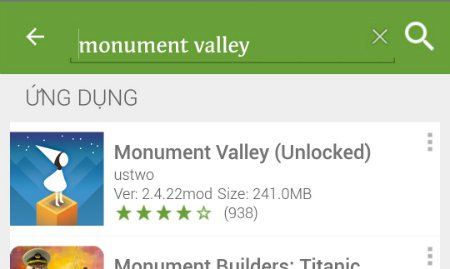 monument valley
ỨNG DỤNG
Monument Valley (Unlocked)
ustwo
Ver: 2.4.22mod Size: 241.0MB
(938)
Monument Builders: Titanic